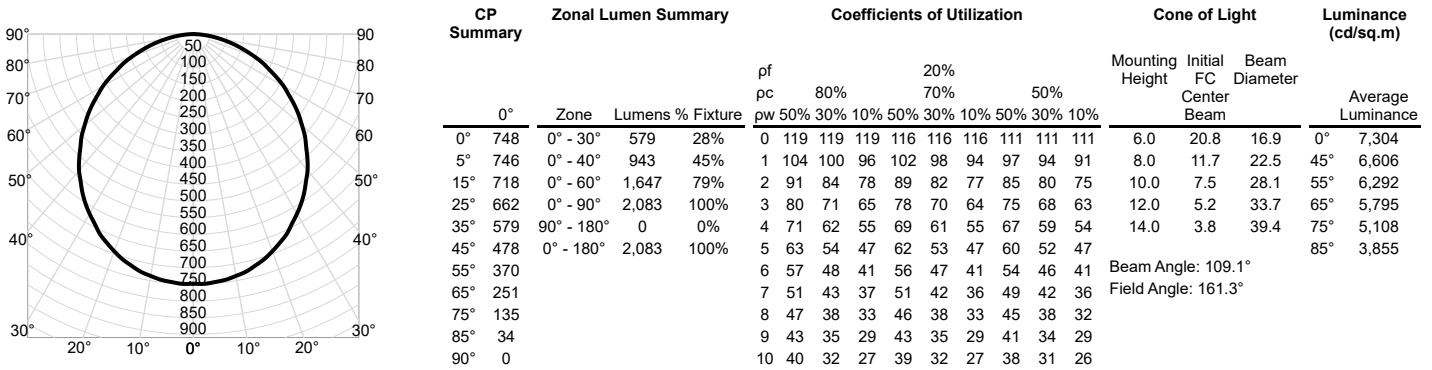 90° 90
80° 80
70° 70
60° 60
50° 50°
40° 40°
30° 30°
20° 10° 0° 10° 20°
50
100
150
200
250
300
350
400
450
500
550
600
650
700
750
800
850
900
CP Summary
0°
0° 748
5° 746
15° 718
25° 662
35° 579
45° 478
55° 370
65° 251
75° 135
85° 34
90° 0
Zonal Lumen Summary
Zone Lumens % Fixture
0° - 30° 579 28%
0° - 40° 943 45%
0° - 60° 1,647 79%
0° - 90° 2,083 100%
90° - 180° 0 0%
0° - 180° 2,083 100%
Coefficients of Utilization
ρf 20%
ρc 80% 70% 50%
ρw 50% 30% 10% 50% 30% 10% 50% 30% 10%
0 119 119 119 116 116 116 111 111 111
1 104 100 96 102 98 94 97 94 91
2 91 84 78 89 82 77 85 80 75
3 80 71 65 78 70 64 75 68 63
4 71 62 55 69 61 55 67 59 54
5 63 54 47 62 53 47 60 52 47
6 57 48 41 56 47 41 54 46 41
7 51 43 37 51 42 36 49 42 36
8 47 38 33 46 38 33 45 38 32
9 43 35 29 43 35 29 41 34 29
10 40 32 27 39 32 27 38 31 26
Cone of Light
Mounting Initial Beam
Height FC Diameter
Center
Beam
6.0 20.8 16.9
8.0 11.7 22.5
10.0 7.5 28.1
12.0 5.2 33.7
14.0 3.8 39.4
Beam Angle: 109.1°
Field Angle: 161.3°
Luminance
(cd/sq.m)
Average
Luminance
0° 7,304
45° 6,606
55° 6,292
65° 5,795
75° 5,108
85° 3,855